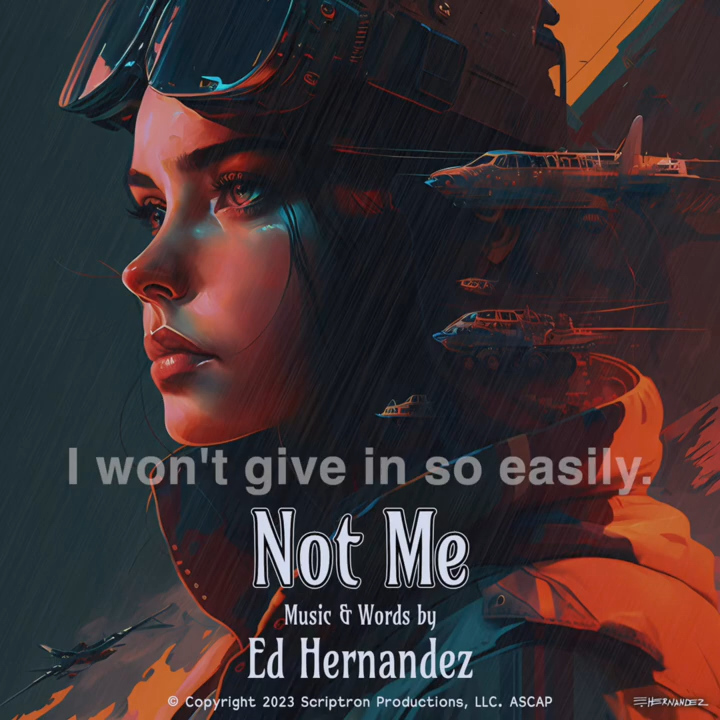 I won't give in so easily.
Not Me
Music & Words by
Ed Hernandez
© Copyright 2023 Scriptron Productions, LLC. ASCAP
E.HERNANDEZ